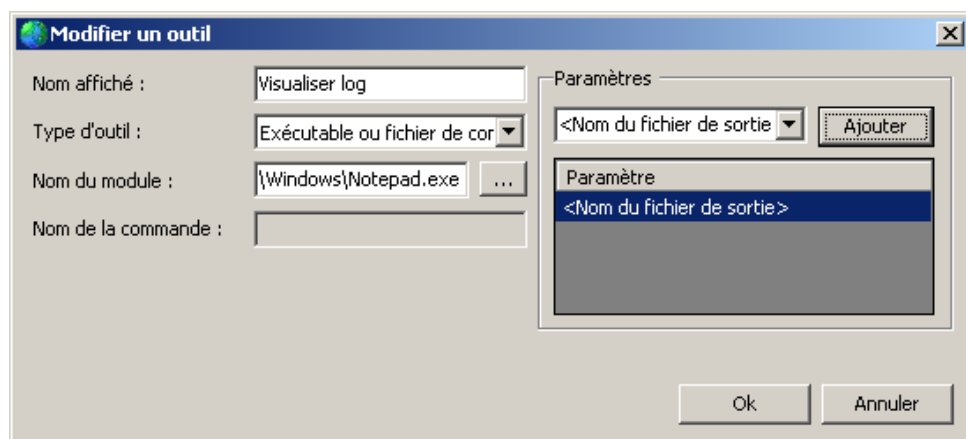 Modifier un outil
Nom affiché :
Visualiser log
Type d'outil :
Exécutable ou fichier de cor
Nom du module :
\Windows\Notepad.exe
...
Nom de la commande :
Paramètres
<Nom du fichier de sortie
Ajouter
Paramètre
<Nom du fichier de sortie>
Ok
Annuler